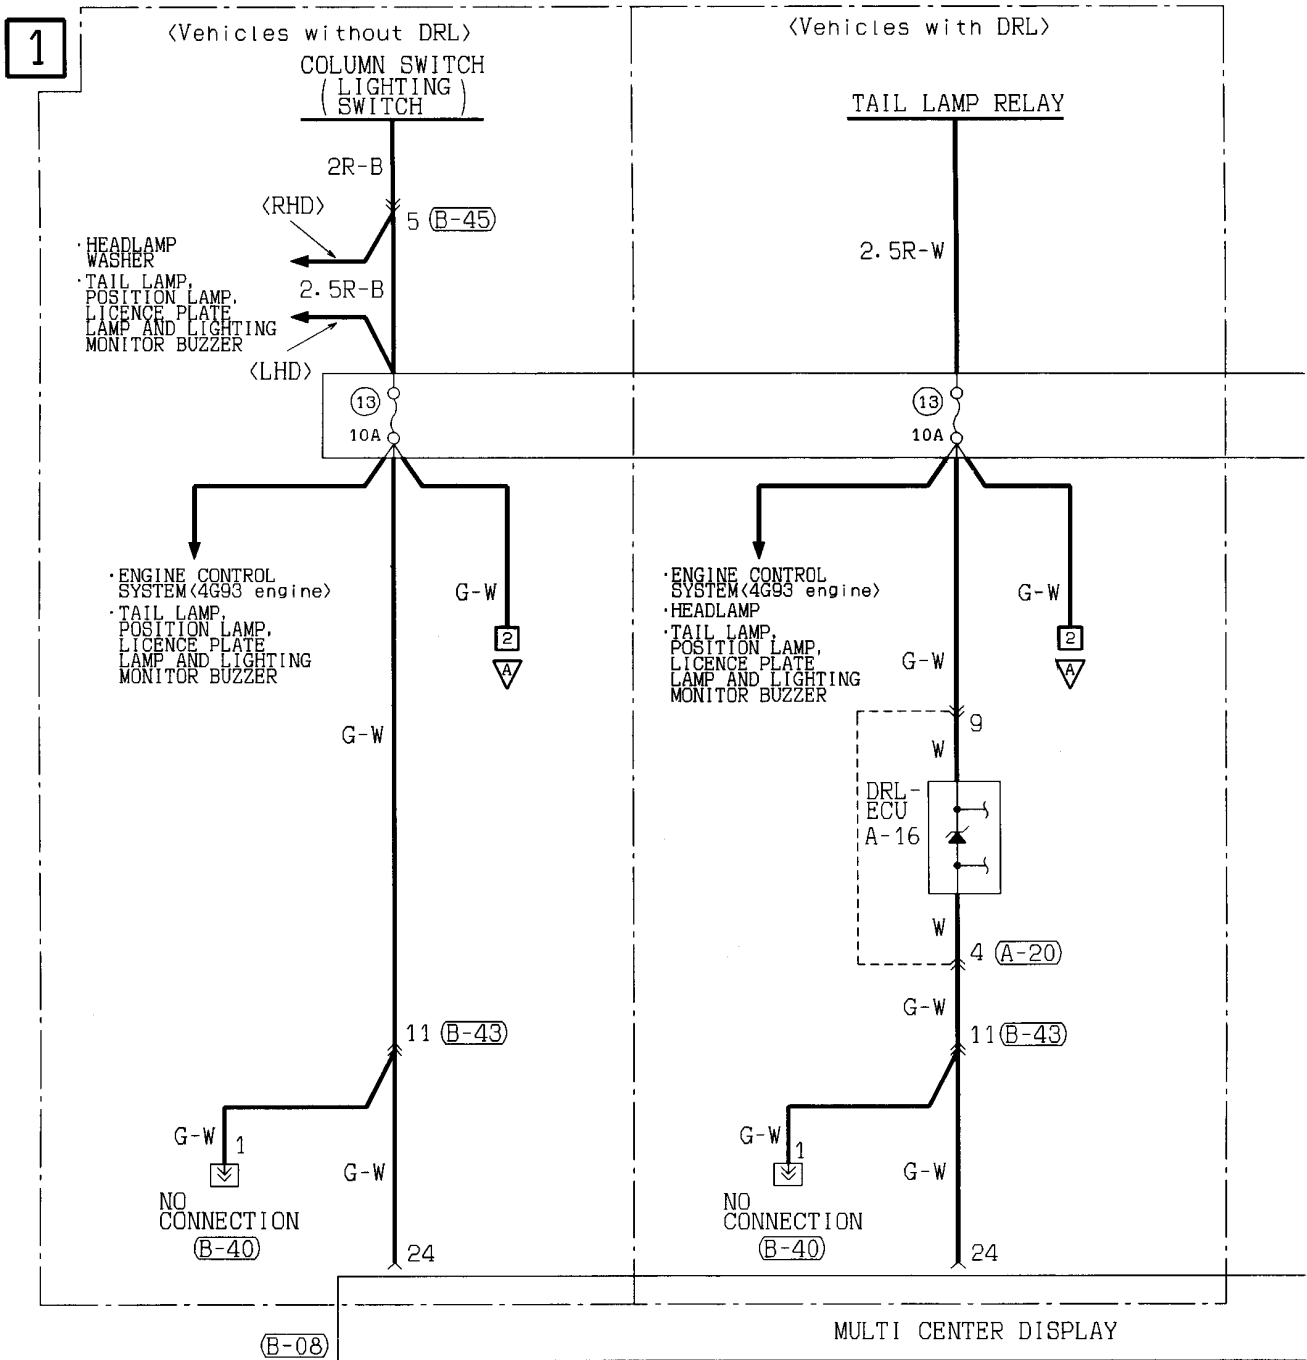 1
<Vehicles without DRL>
COLUMN SWITCH
(LIGHTING
SWITCH)
2R-B
<RHD>
5 B-45
·HEADLAMP
WASHER
·TAIL LAMP,
POSITION LAMP,
LICENCE PLATE
LAMP AND LIGHTING
MONITOR BUZZER
2.5R-B
<LHD>
13
10A
·ENGINE CONTROL
SYSTEM<4G93 engine>
·TAIL LAMP,
POSITION LAMP,
LICENCE PLATE
LAMP AND LIGHTING
MONITOR BUZZER
G-W
2
A
G-W
11 B-43
G-W 1
G-W
NO
CONNECTION
B-40
24
<Vehicles with DRL>
TAIL LAMP RELAY
2.5R-W
13
10A
·ENGINE CONTROL
SYSTEM<4G93 engine>
·HEADLAMP
·TAIL LAMP,
POSITION LAMP,
LICENCE PLATE
LAMP AND LIGHTING
MONITOR BUZZER
G-W
2
A
G-W
9
W
DRL-
ECU
A-16
W
4 A-20
G-W
11 B-43
G-W 1
G-W
NO
CONNECTION
B-40
24
B-08
MULTI CENTER DISPLAY